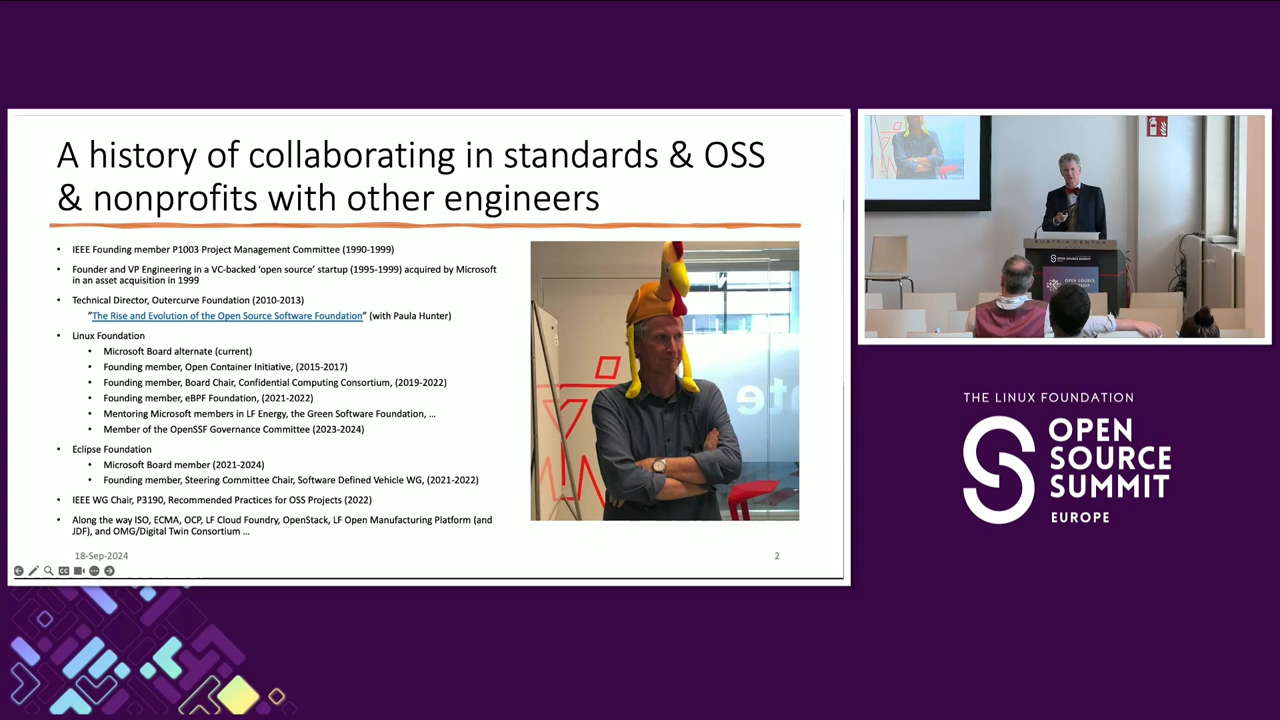 A history of collaborating in standards & OSS
& nonprofits with other engineers
• IEEE Founding member P1003 Project Management Committee (1990-1999)
• Founder and VP Engineering in a VC-backed ‘open source’ startup (1995-1999) acquired by Microsoft
in an asset acquisition in 1999
• Technical Director, Outercurve Foundation (2010-2013)
"The Rise and Evolution of the Open Source Software Foundation" (with Paula Hunter)
• Linux Foundation
• Microsoft Board alternate (current)
• Founding member, Open Container Initiative, (2015-2017)
• Founding member, Board Chair, Confidential Computing Consortium, (2019-2022)
• Founding member, eBPF Foundation, (2021-2022)
• Mentoring Microsoft members in LF Energy, the Green Software Foundation, …
• Member of the OpenSSF Governance Committee (2023-2024)
• Eclipse Foundation
• Microsoft Board member (2021-2024)
• Founding member, Steering Committee Chair, Software Defined Vehicle WG, (2021-2022)
• IEEE WG Chair, P3190, Recommended Practices for OSS Projects (2022)
• Along the way ISO, ECMA, OCP, LF Cloud Foundry, OpenStack, LF Open Manufacturing Platform (and
JDF), and OMG/Digital Twin Consortium …
18-Sep-2024
2
AUSTRIA CENTER
OPEN SOURCE SUMMIT
OPEN SOURCE
THE LINUX FOUNDATION
OPEN
SOURCE
SUMMIT
EUROPE